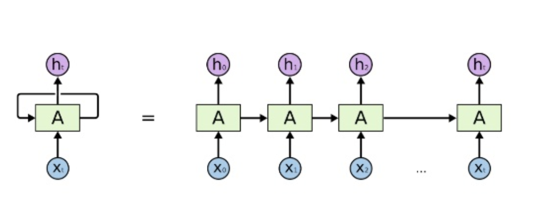 hₜ h₀ h₁ h₂ hₜ
A = A A A A
xₜ x₀ x₁ x₂ ... xₜ